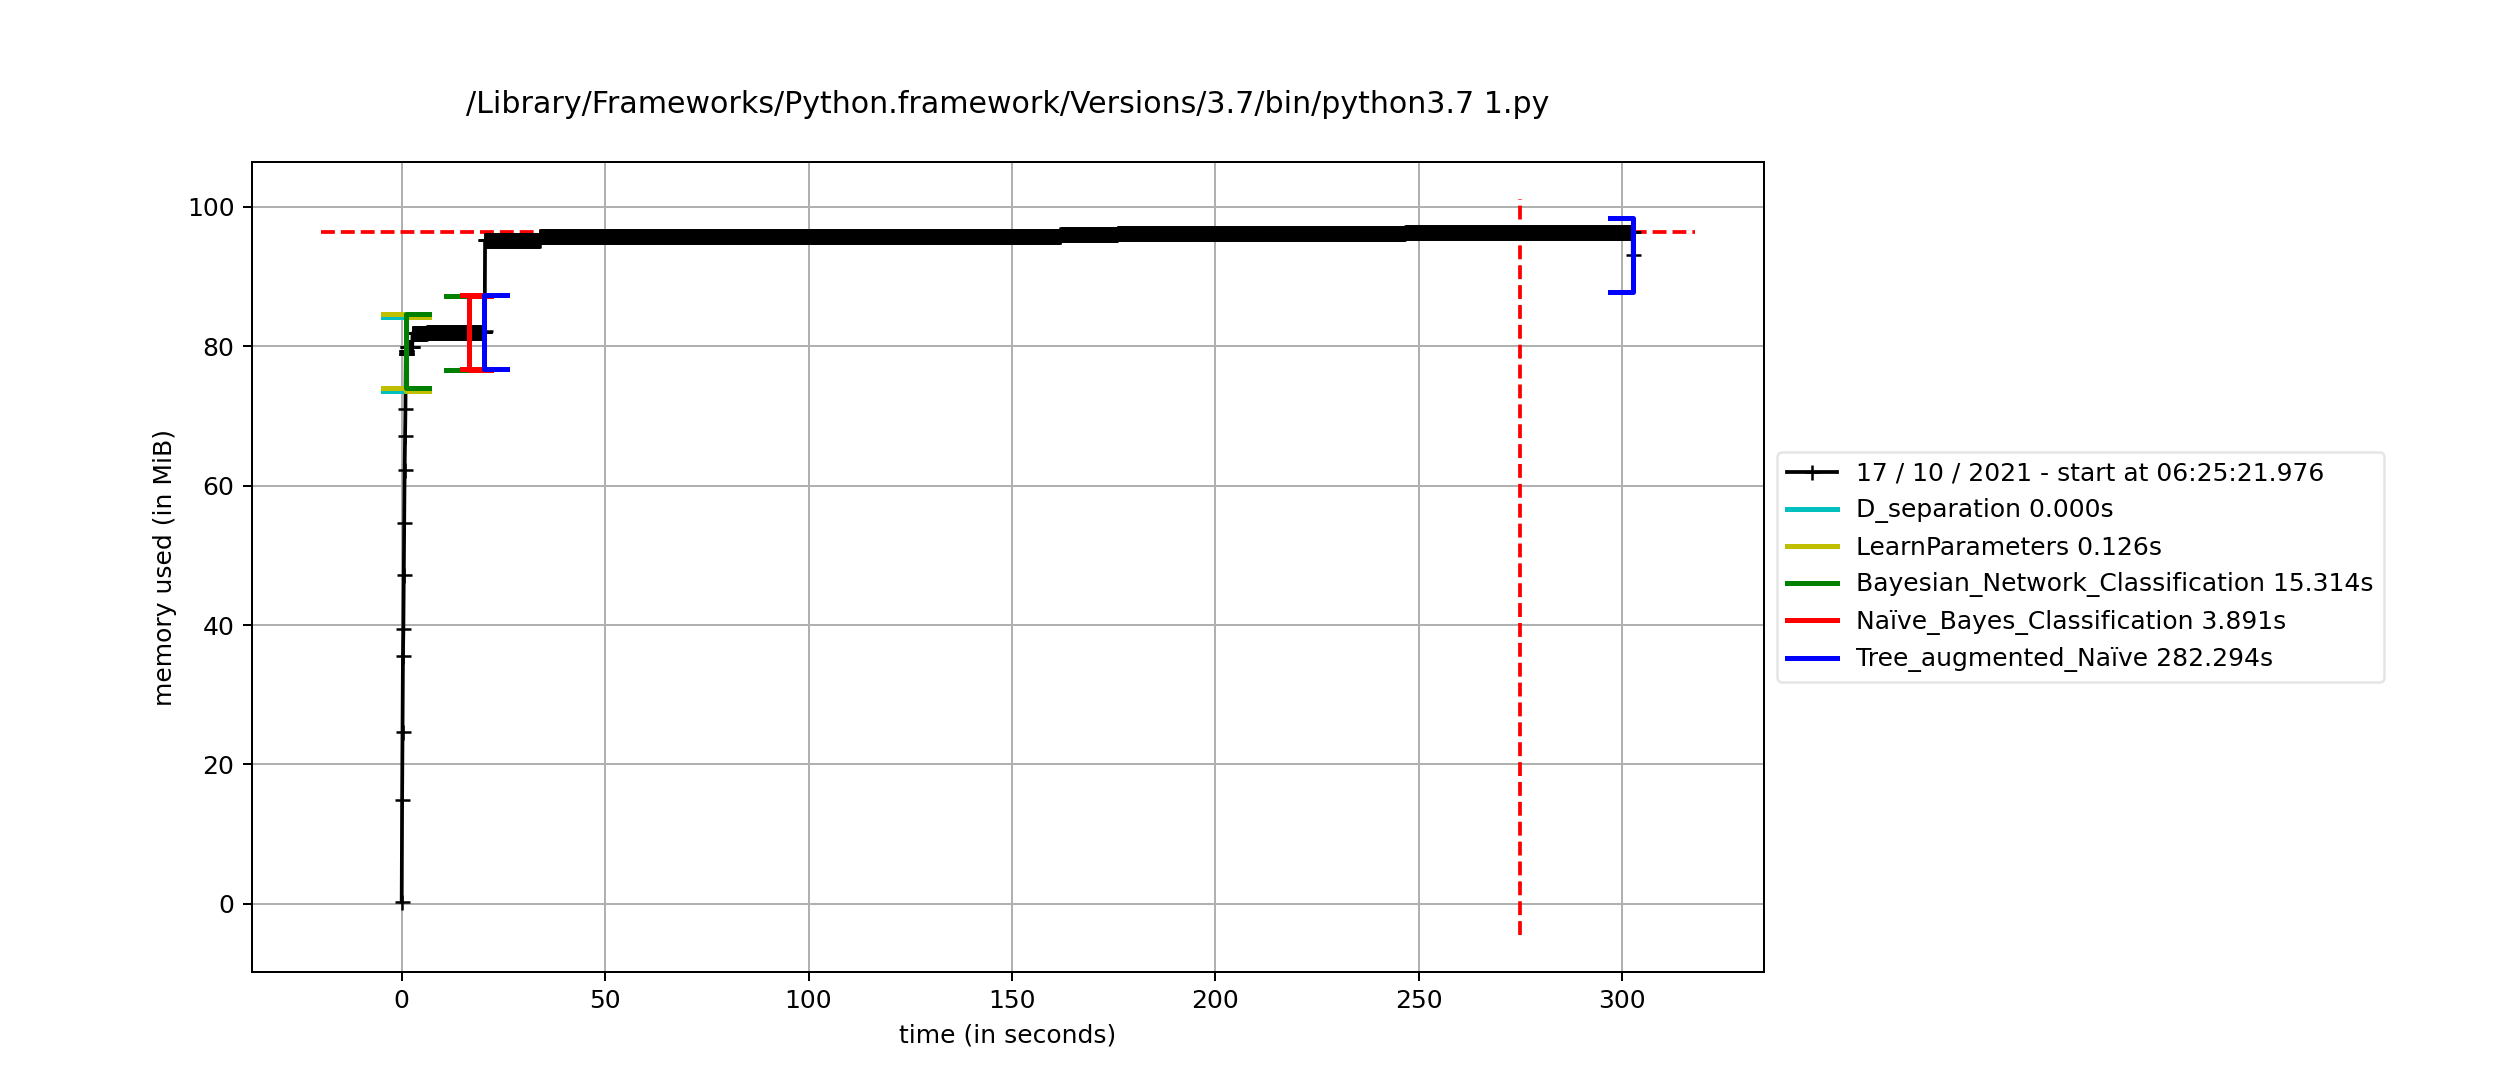 /Library/Frameworks/Python.framework/Versions/3.7/bin/python3.7 1.py
100
80
60
40
20
0
memory used (in MiB)
0 50 100 150 200 250 300
time (in seconds)
17 / 10 / 2021 - start at 06:25:21.976
D_separation 0.000s
LearnParameters 0.126s
Bayesian_Network_Classification 15.314s
Naïve_Bayes_Classification 3.891s
Tree_augmented_Naïve 282.294s